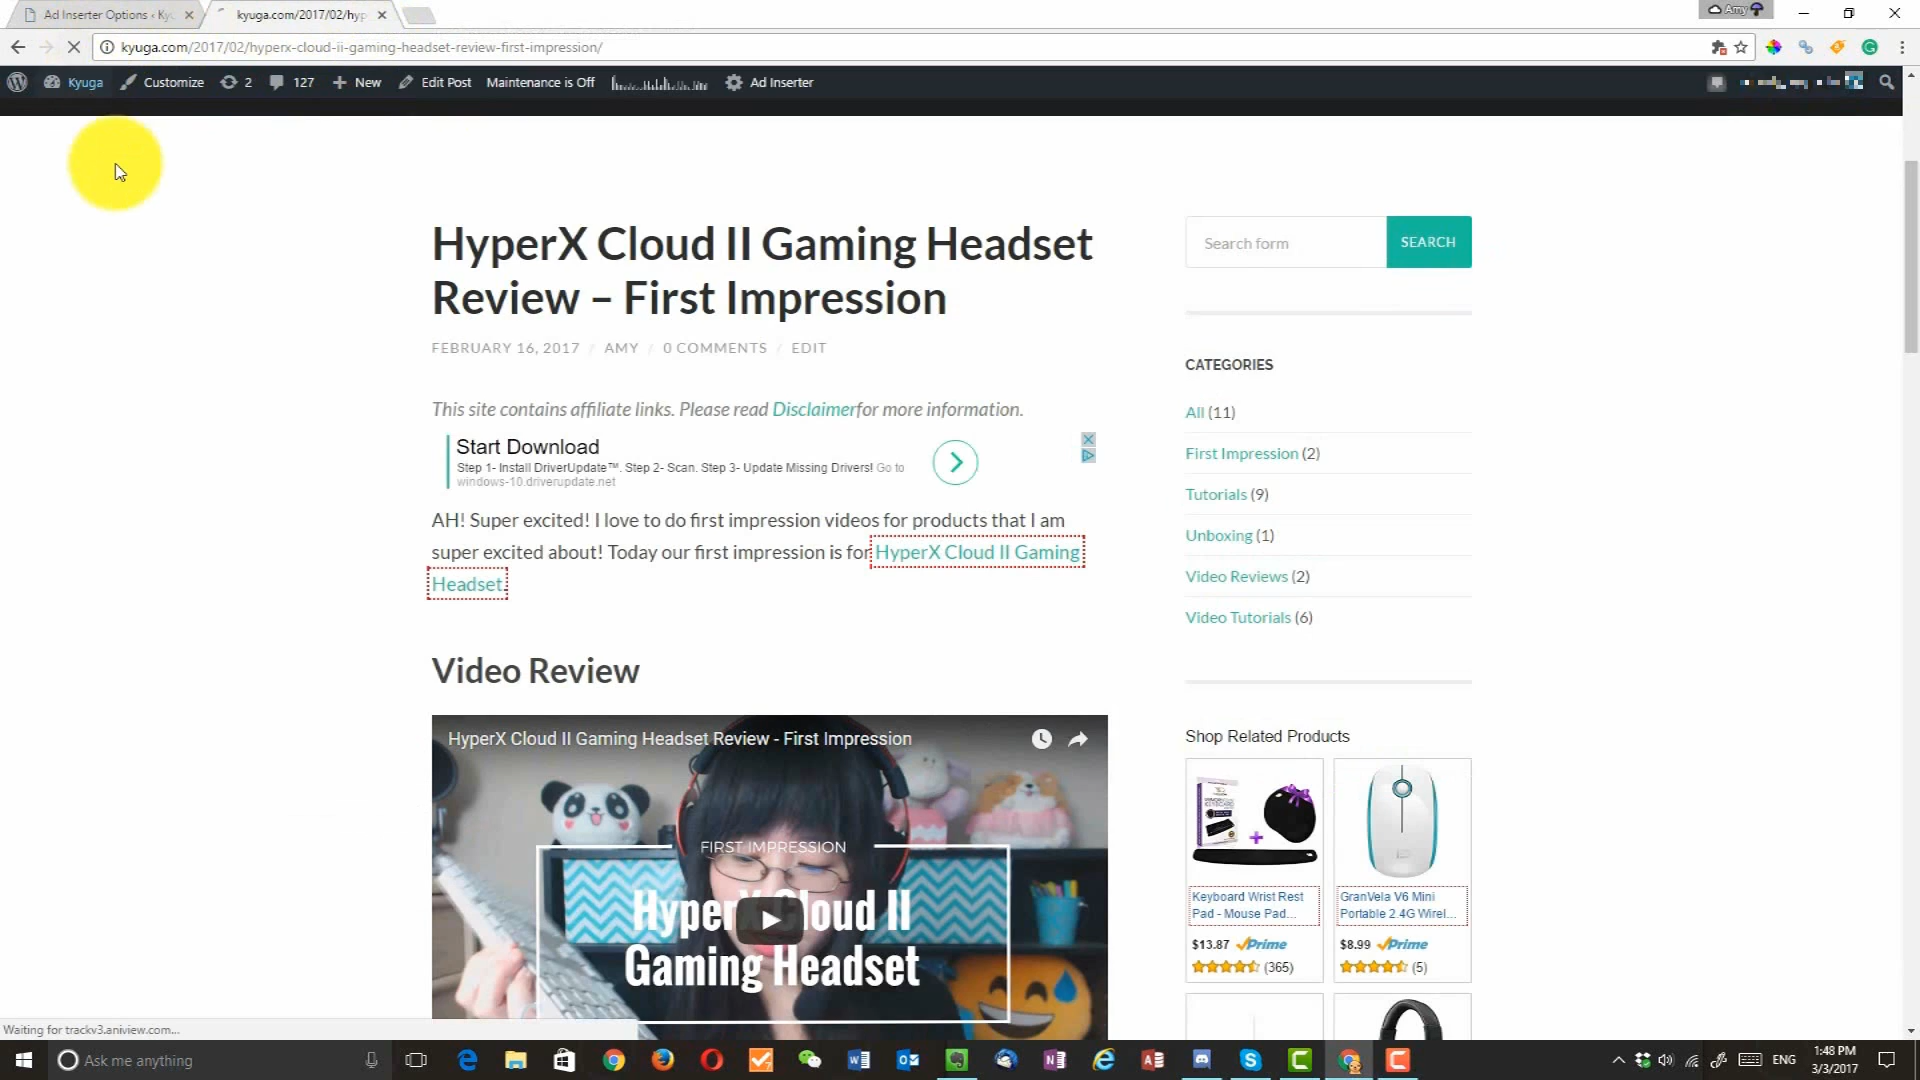 Ad Inserter Options ‹ Ky
kyuga.com/2017/02/hyp
Amy
kyuga.com/2017/02/hyperx-cloud-ii-gaming-headset-review-first-impression/
Kyuga
Customize
2
127
New
Edit Post
Maintenance is Off
Ad Inserter
HyperX Cloud II Gaming Headset
Review – First Impression
FEBRUARY 16, 2017 / AMY / 0 COMMENTS / EDIT
This site contains affiliate links. Please read Disclaimerfor more information.
Start Download
Step 1- Install DriverUpdate™. Step 2- Scan. Step 3- Update Missing Drivers! Go to
windows-10.driverupdate.net
AH! Super excited! I love to do first impression videos for products that I am
super excited about! Today our first impression is for HyperX Cloud II Gaming
Headset.
Video Review
HyperX Cloud II Gaming Headset Review - First Impression
FIRST IMPRESSION
HyperX Cloud II
Gaming Headset
Search form
SEARCH
CATEGORIES
All (11)
First Impression (2)
Tutorials (9)
Unboxing (1)
Video Reviews (2)
Video Tutorials (6)
Shop Related Products
Keyboard Wrist Rest
Pad - Mouse Pad...
$13.87 Prime
(365)
GranVela V6 Mini
Portable 2.4G Wirel...
$8.99 Prime
(5)
Waiting for trackv3.aniview.com...
Ask me anything
ENG
1:48 PM
3/3/2017